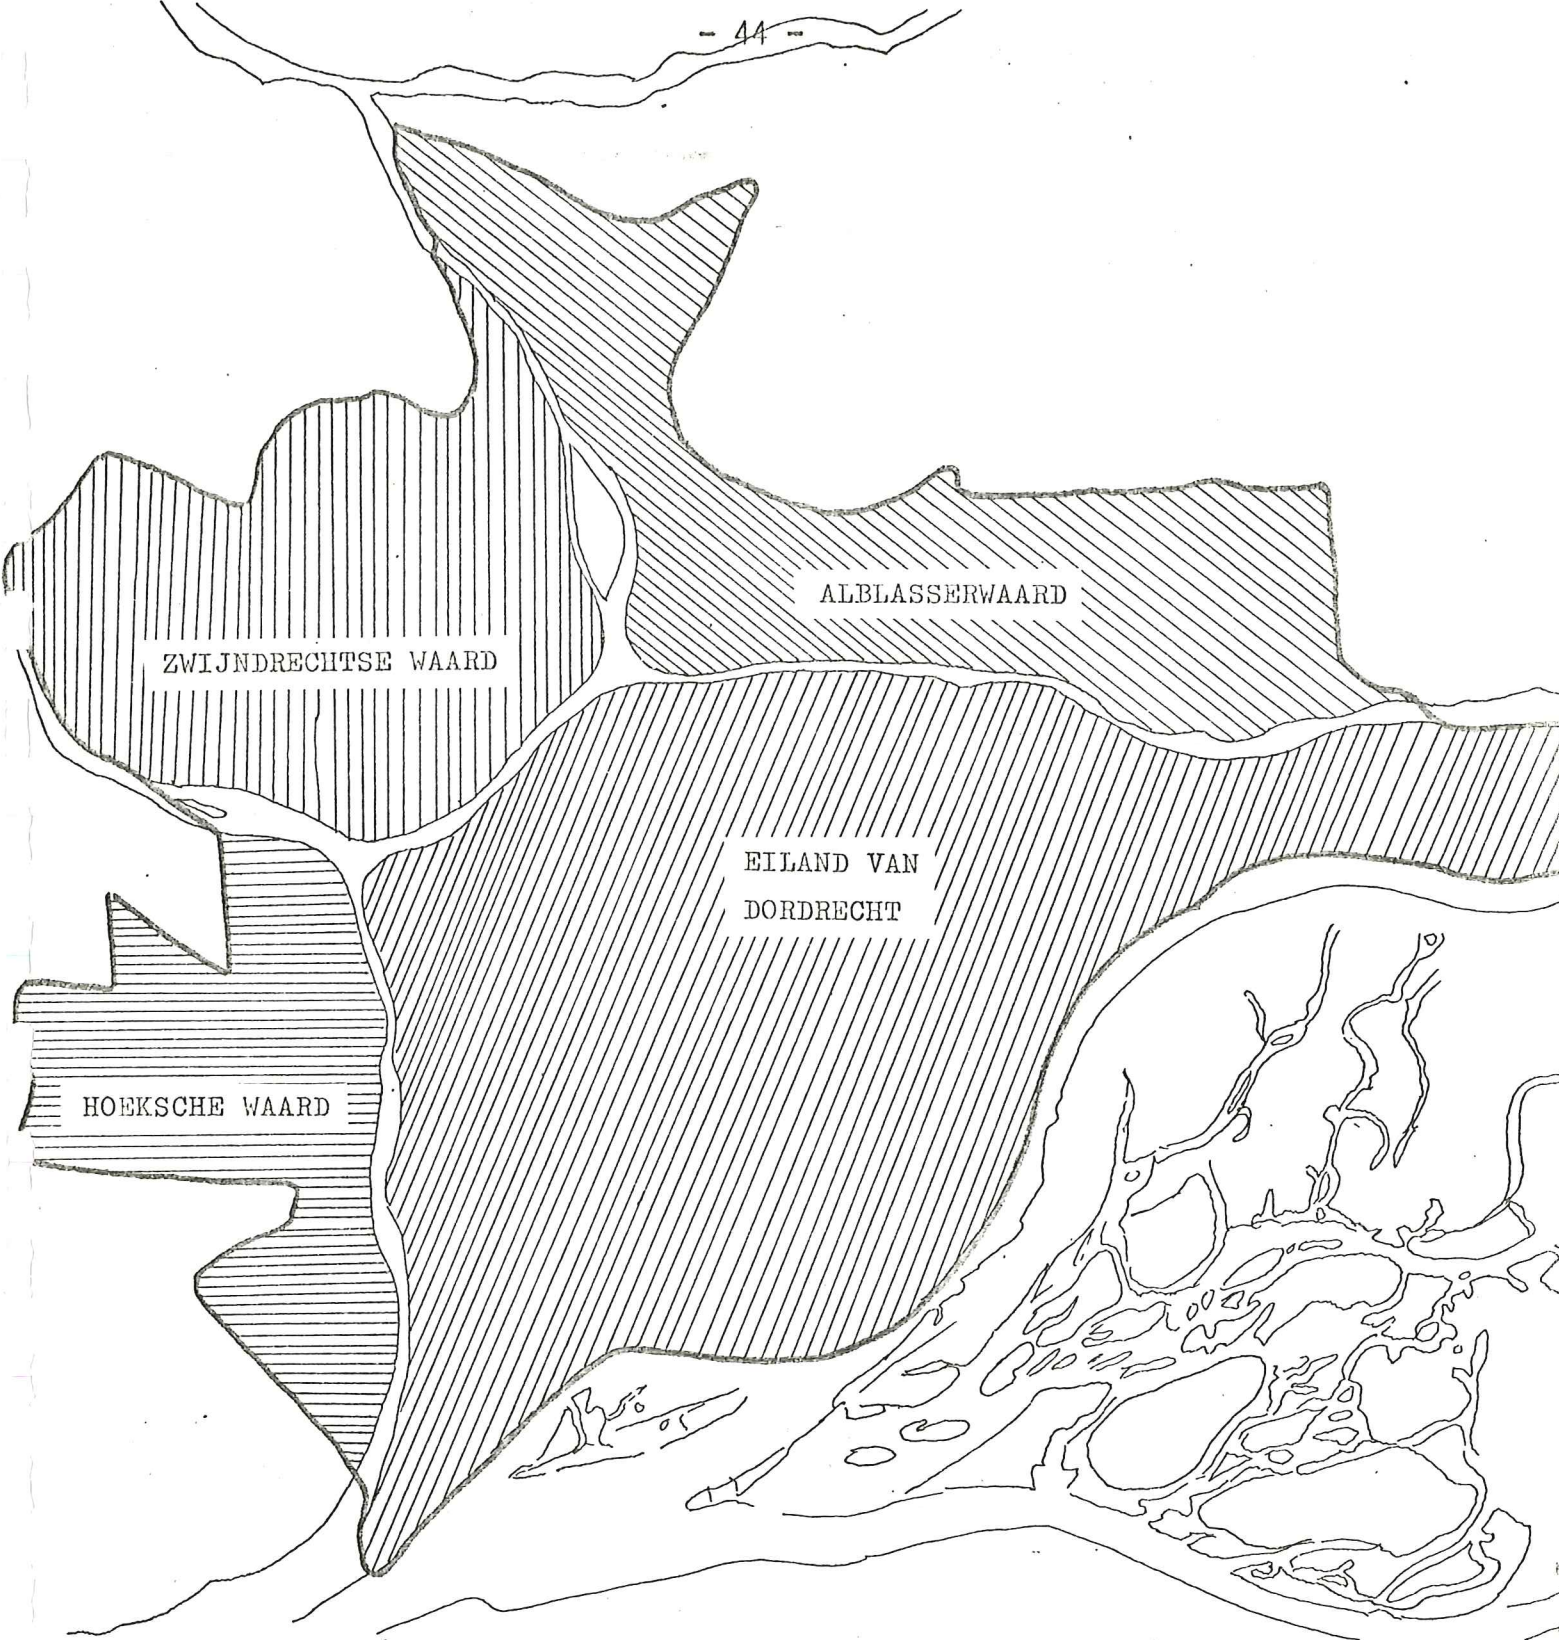 - 44 -
ALBLASSERWAARD
ZWIJNDRECHTSE WAARD
EILAND VAN
DORDRECHT
HOEKSCHE WAARD